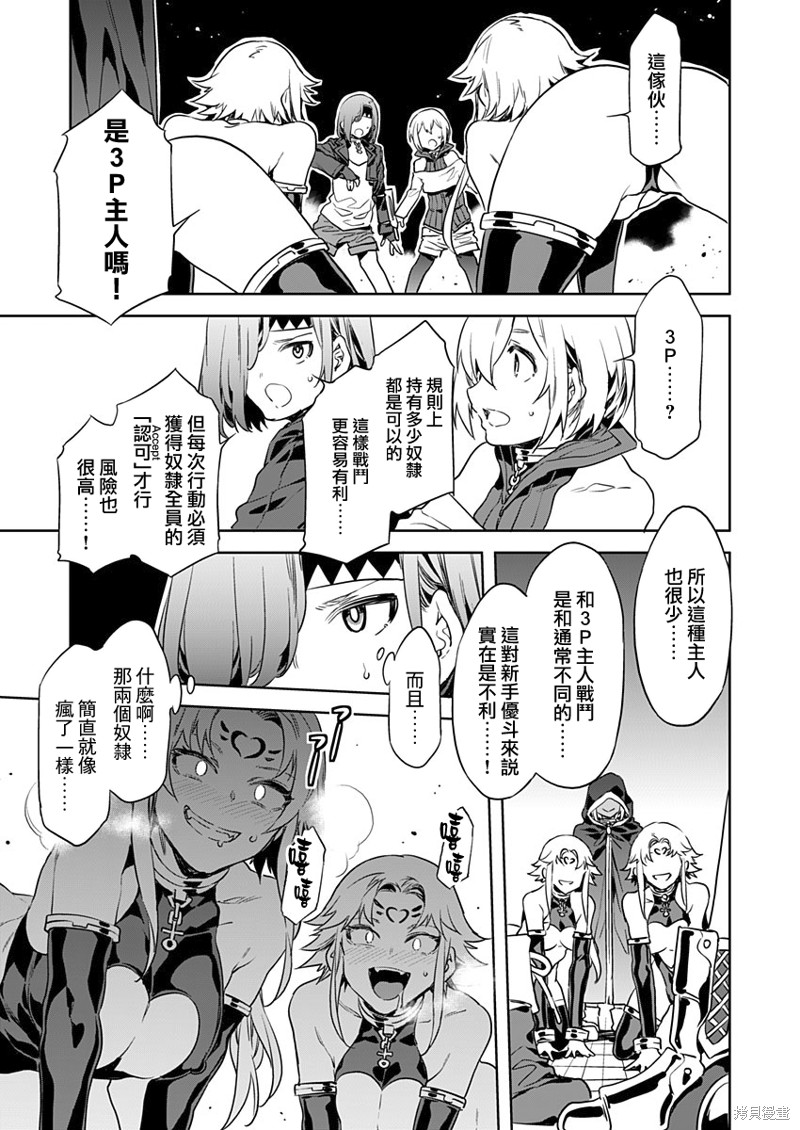 這傢伙……
是3P主人嗎！
3P……？
規則上
持有多少奴隸
都是可以的
這樣戰鬥
更容易有利……
但每次行動必須
獲得奴隸全員的
「認可」才行
Accept
風險也
很高……！
所以這種主人
也很少……
和3P主人戰鬥
是和通常不同的…
這對新手優斗來說
實在是不利……！
而且……
什麼啊……
那兩個奴隸
簡直就像
瘋了一樣……
嘻嘻
嘻嘻
拷貝漫畫